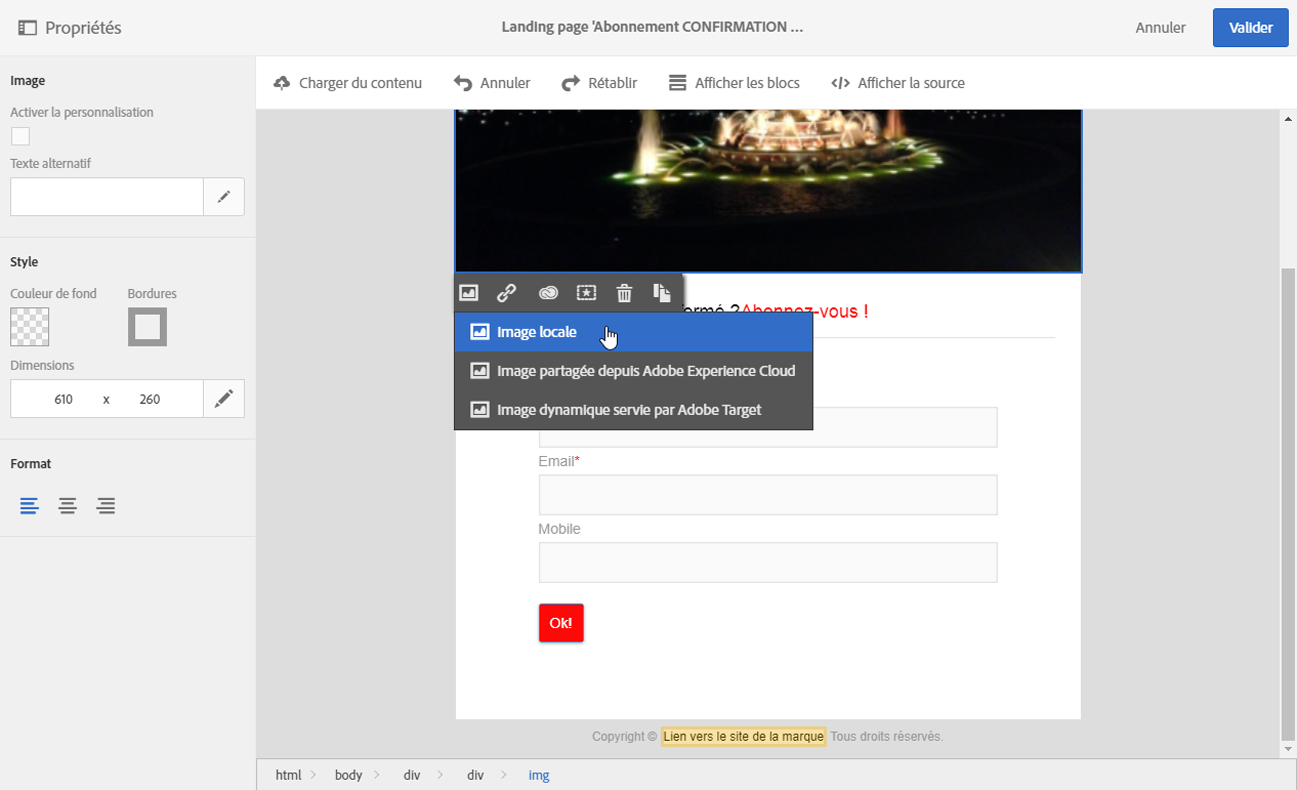 Propriétés
Landing page 'Abonnement CONFIRMATION ...
Annuler
Valider
Charger du contenu
Annuler
Rétablir
Afficher les blocs
Afficher la source
Image
Activer la personnalisation
Texte alternatif
Style
Couleur de fond
Bordures
Dimensions
610 x 260
Format
?Abonnez-vous !
Image locale
Image partagée depuis Adobe Experience Cloud
Image dynamique servie par Adobe Target
Email*
Mobile
Ok!
Copyright © Lien vers le site de la marque Tous droits réservés.
html
body
div
div
img